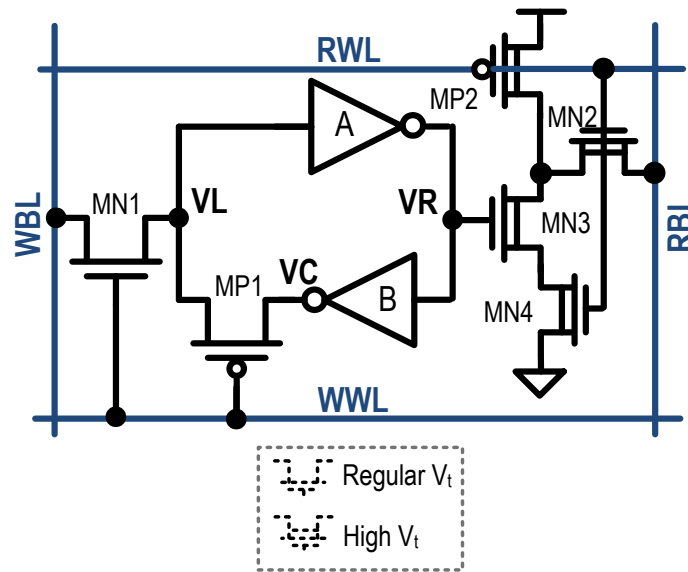 RWL
MP2
A
MN2
MN1
VL
VR
MN3
WBL
RBL
VC
MP1
B
MN4
WWL
Regular Vt
High Vt